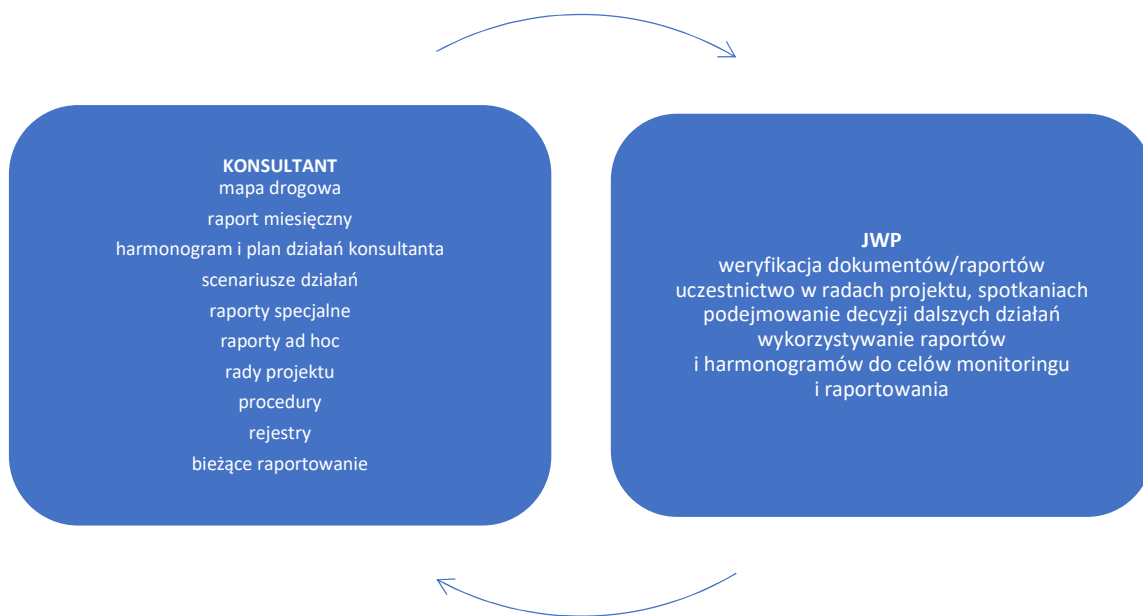 KONSULTANT
mapa drogowa
raport miesięczny
harmonogram i plan działań konsultanta
scenariusze działań
raporty specjalne
raporty ad hoc
rady projektu
procedury
rejestry
bieżące raportowanie
JWP
weryfikacja dokumentów/raportów
uczestnictwo w radach projektu, spotkaniach
podejmowanie decyzji dalszych działań
wykorzystywanie raportów
i harmonogramów do celów monitoringu
i raportowania